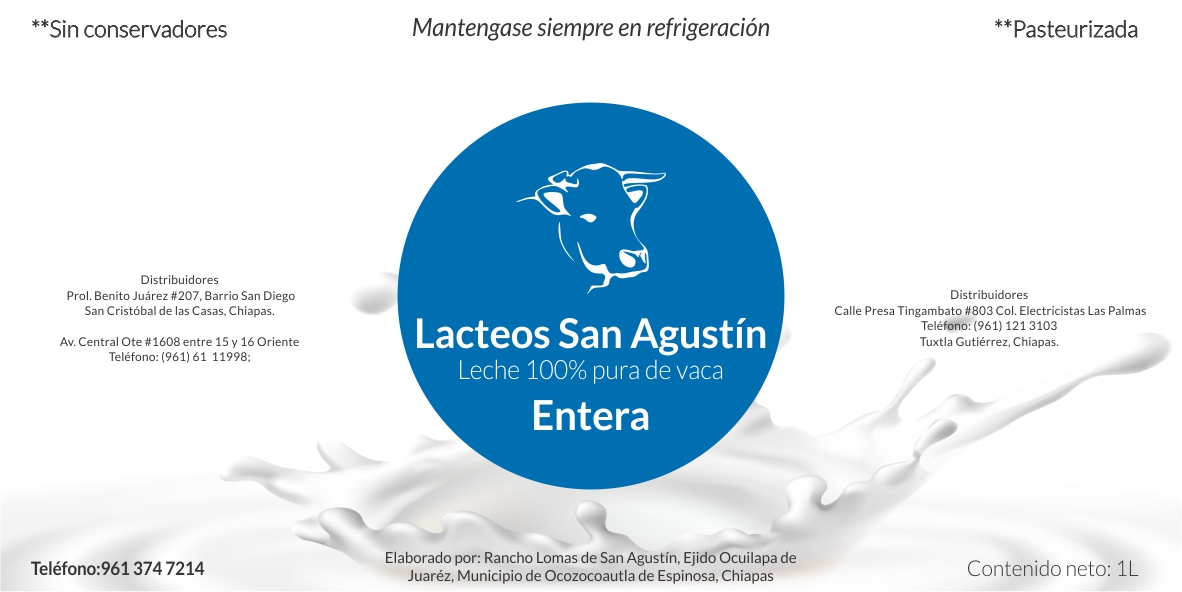 **Sin conservadores
Mantengase siempre en refrigeración
**Pasteurizada
Distribuidores
Prol. Benito Juárez #207, Barrio San Diego
San Cristóbal de las Casas, Chiapas.
Av. Central Ote #1608 entre 15 y 16 Oriente
Teléfono: (961) 61 11998;
Lacteos San Agustín
Leche 100% pura de vaca
Entera
Distribuidores
Calle Presa Tingambato #803 Col. Electricistas Las Palmas
Teléfono: (961) 121 3103
Tuxtla Gutiérrez, Chiapas.
Teléfono:961 374 7214
Elaborado por: Rancho Lomas de San Agustín, Ejido Ocuilapa de
Juaréz, Municipio de Ocozocoautla de Espinosa, Chiapas
Contenido neto: 1L